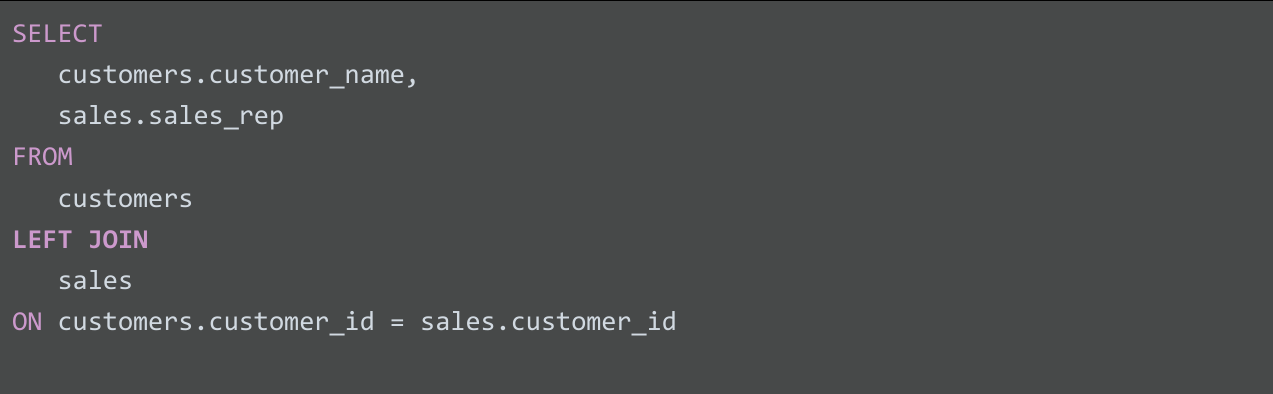 SELECT
   customers.customer_name,
   sales.sales_rep
FROM
   customers
LEFT JOIN
   sales
ON customers.customer_id = sales.customer_id